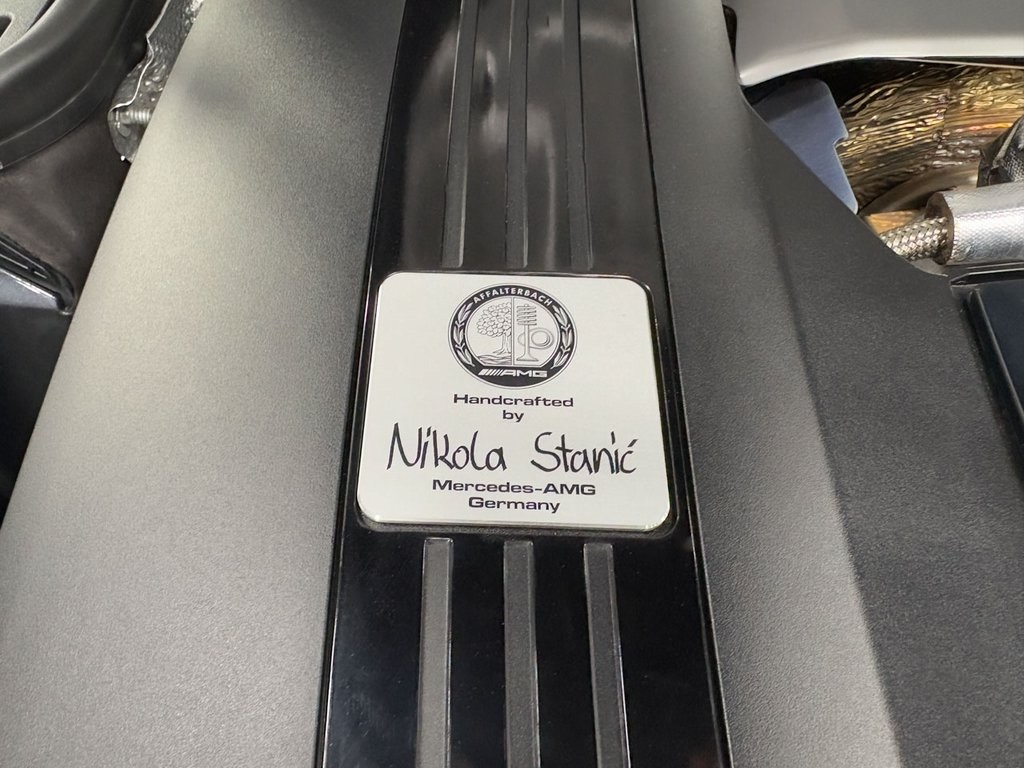 AFFALTERBACH
AMG
Handcrafted
by
Nikola Stanić
Mercedes-AMG
Germany